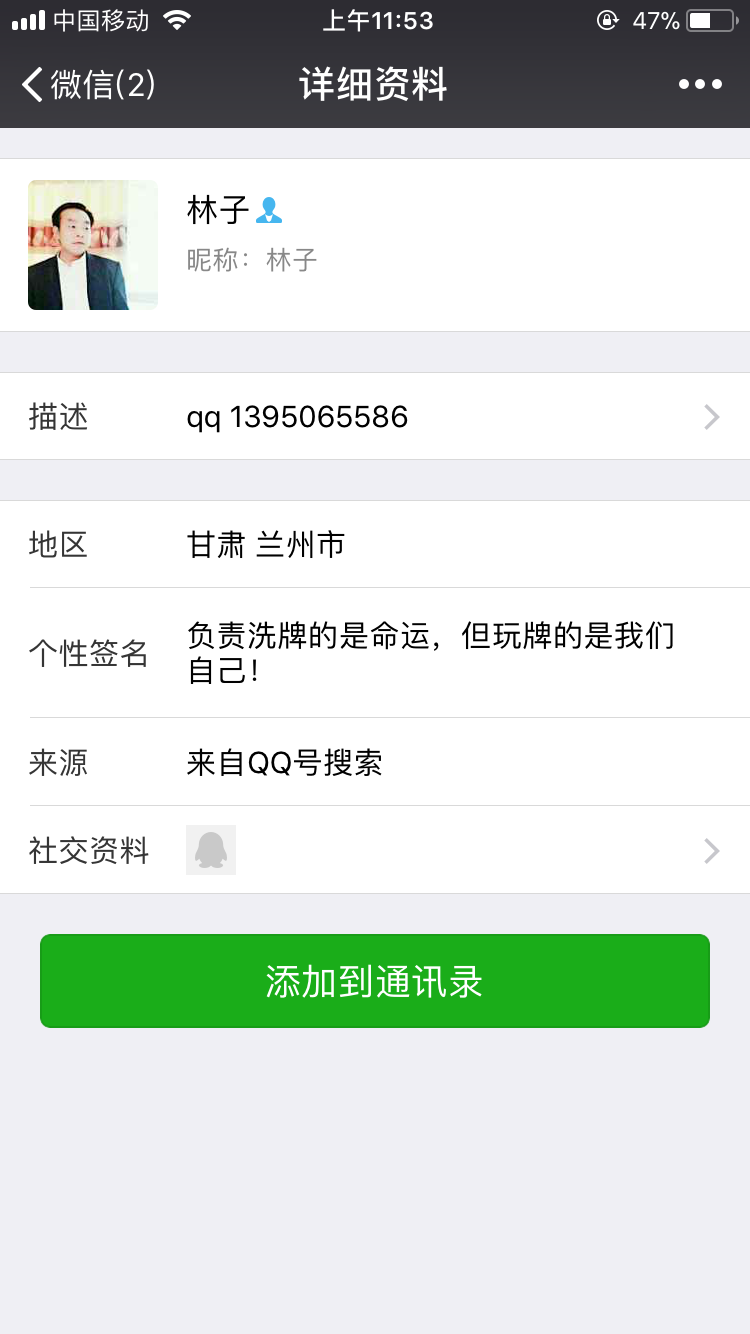 中国移动 上午11:53 47%
微信(2) 详细资料
林子
昵称：林子
描述 qq 1395065586
地区 甘肃 兰州市
个性签名 负责洗牌的是命运，但玩牌的是我们
自己！
来源 来自QQ号搜索
社交资料
添加到通讯录